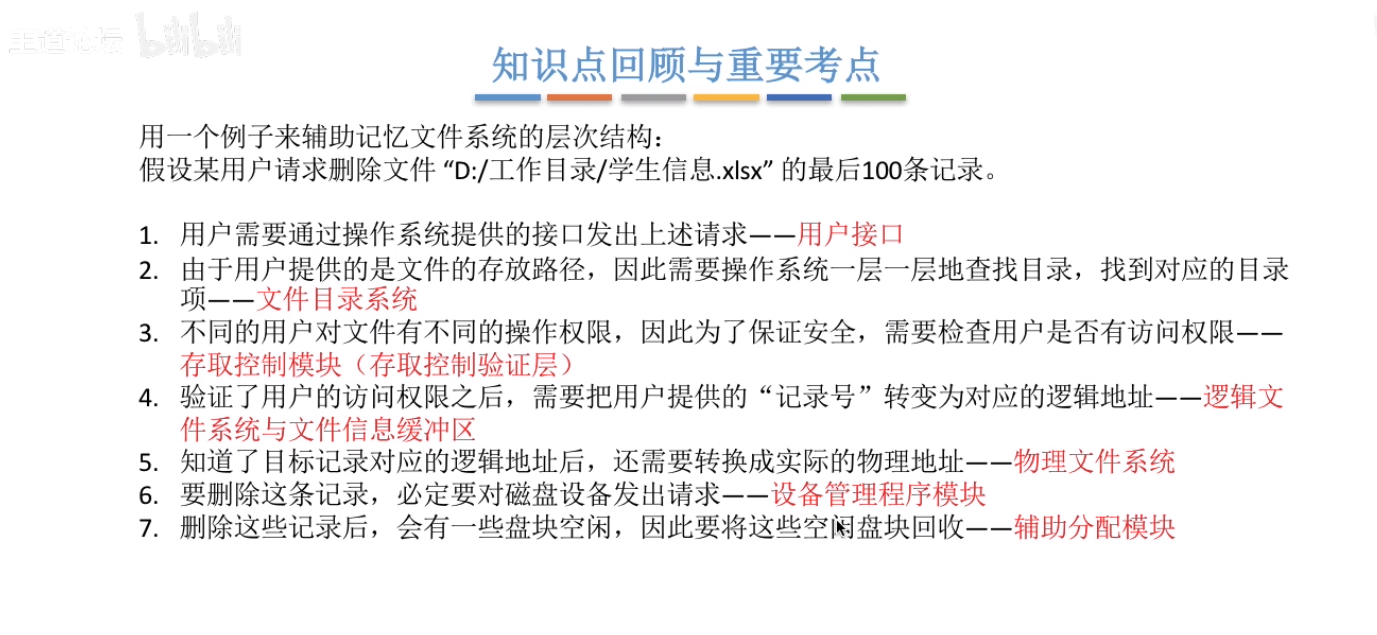 王道论坛 bilibili
知识点回顾与重要考点
用一个例子来辅助记忆文件系统的层次结构：
假设某用户请求删除文件 “D:/工作目录/学生信息.xlsx” 的最后100条记录。
1. 用户需要通过操作系统提供的接口发出上述请求——用户接口
2. 由于用户提供的是文件的存放路径，因此需要操作系统一层一层地查找目录，找到对应的目录
项——文件目录系统
3. 不同的用户对文件有不同的操作权限，因此为了保证安全，需要检查用户是否有访问权限——
存取控制模块（存取控制验证层）
4. 验证了用户的访问权限之后，需要把用户提供的“记录号”转变为对应的逻辑地址——逻辑文
件系统与文件信息缓冲区
5. 知道了目标记录对应的逻辑地址后，还需要转换成实际的物理地址——物理文件系统
6. 要删除这条记录，必定要对磁盘设备发出请求——设备管理程序模块
7. 删除这些记录后，会有一些盘块空闲，因此要将这些空闲盘块回收——辅助分配模块